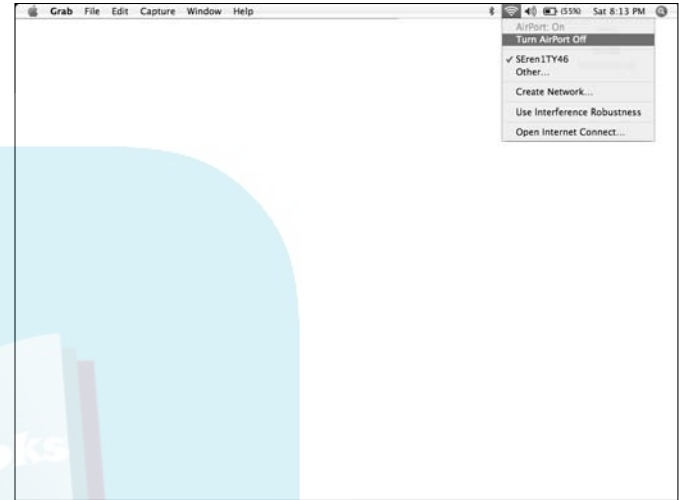 Grab File Edit Capture Window Help (55%) Sat 8:13 PM
AirPort: On
Turn AirPort Off
✓ SEren1TY46
Other...
Create Network...
Use Interference Robustness
Open Internet Connect...
ks